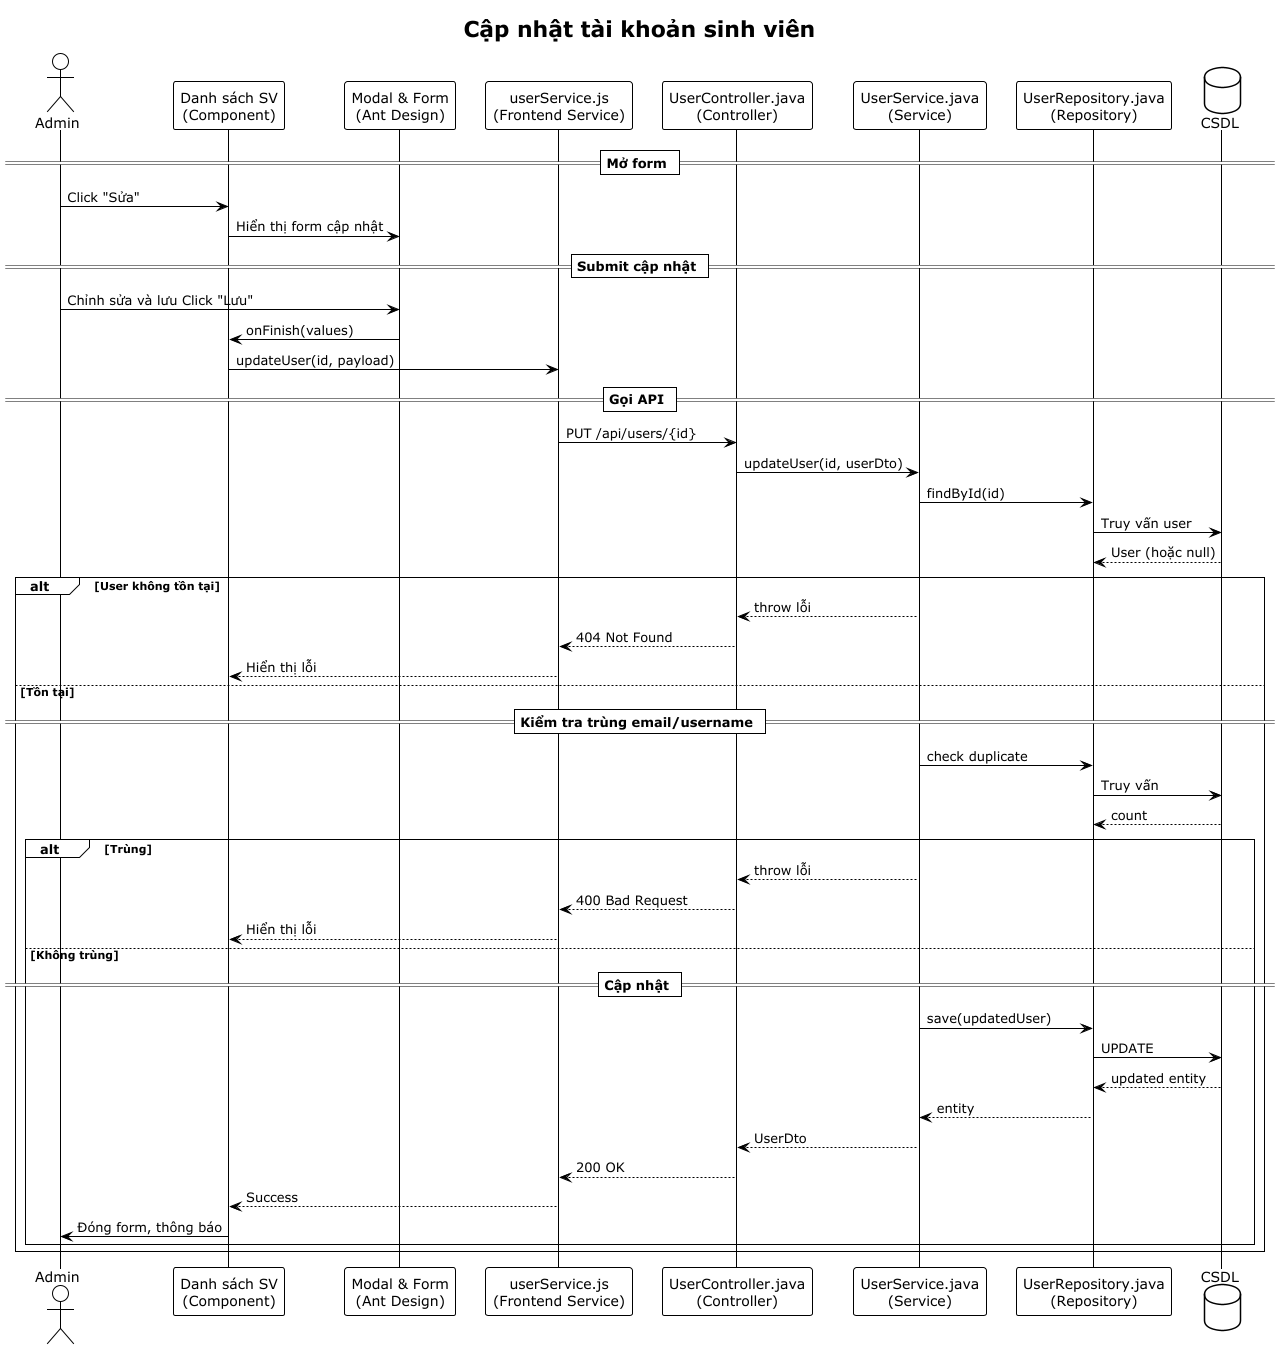 Cập nhật tài khoản sinh viên
Admin
Danh sách SV
(Component)
Modal & Form
(Ant Design)
userService.js
(Frontend Service)
UserController.java
(Controller)
UserService.java
(Service)
UserRepository.java
(Repository)
CSDL
Mở form
Click "Sửa"
Hiển thị form cập nhật
Submit cập nhật
Chỉnh sửa và lưu Click "Lưu"
onFinish(values)
updateUser(id, payload)
Gọi API
PUT /api/users/{id}
updateUser(id, userDto)
findById(id)
Truy vấn user
User (hoặc null)
alt [User không tồn tại]
throw lỗi
404 Not Found
Hiển thị lỗi
[Tồn tại]
Kiểm tra trùng email/username
check duplicate
Truy vấn
count
alt [Trùng]
throw lỗi
400 Bad Request
Hiển thị lỗi
[Không trùng]
Cập nhật
save(updatedUser)
UPDATE
updated entity
entity
UserDto
200 OK
Success
Đóng form, thông báo
Admin
Danh sách SV
(Component)
Modal & Form
(Ant Design)
userService.js
(Frontend Service)
UserController.java
(Controller)
UserService.java
(Service)
UserRepository.java
(Repository)
CSDL